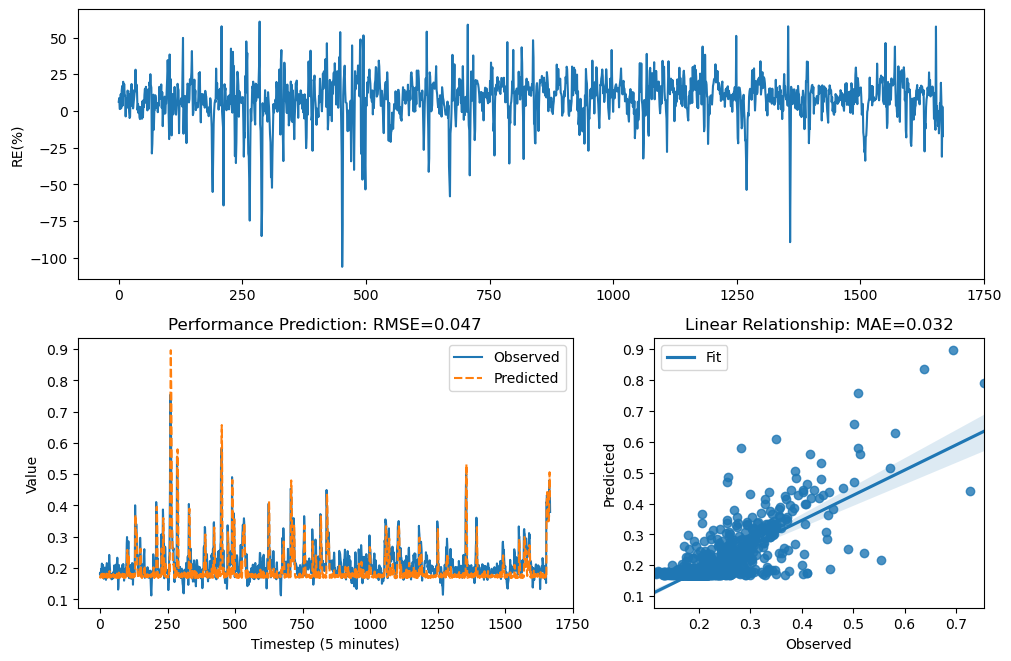 RE(%)
50
25
0
−25
−50
−75
−100
0 250 500 750 1000 1250 1500 1750
Performance Prediction: RMSE=0.047
Value
0.9
0.8
0.7
0.6
0.5
0.4
0.3
0.2
0.1
Observed
Predicted
0 250 500 750 1000 1250 1500 1750
Timestep (5 minutes)
Linear Relationship: MAE=0.032
Predicted
0.9
0.8
0.7
0.6
0.5
0.4
0.3
0.2
0.1
Fit
0.2 0.3 0.4 0.5 0.6 0.7
Observed